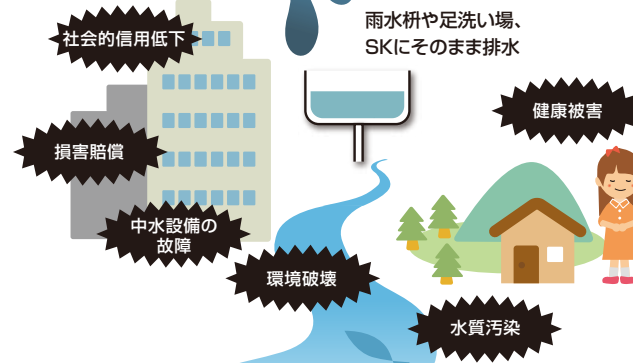 雨水枡や足洗い場、
SKにそのまま排水
社会的信用低下
健康被害
損害賠償
中水設備の
故障
環境破壊
水質汚染